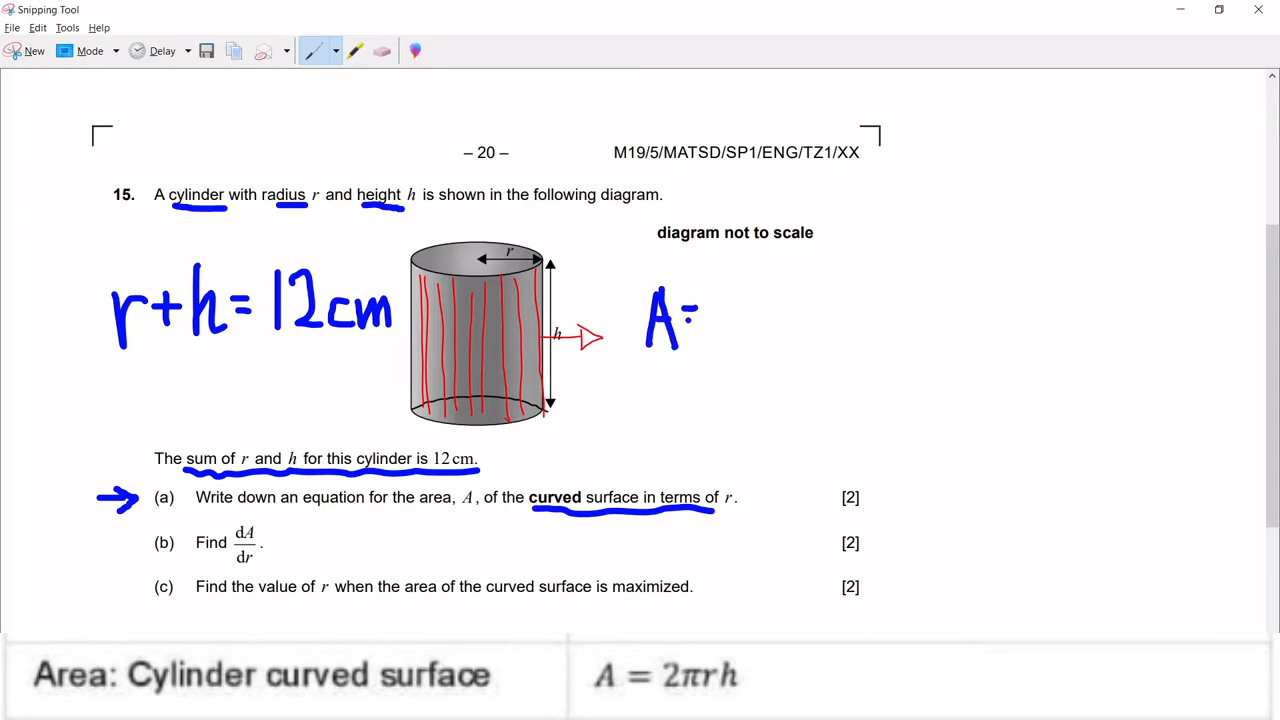 Snipping Tool
File Edit Tools Help
New Mode Delay
– 20 – M19/5/MATSD/SP1/ENG/TZ1/XX
15. A cylinder with radius r and height h is shown in the following diagram.
diagram not to scale
r
r+h=12cm
h
A=
The sum of r and h for this cylinder is 12 cm.
(a) Write down an equation for the area, A, of the curved surface in terms of r. [2]
(b) Find dA/dr. [2]
(c) Find the value of r when the area of the curved surface is maximized. [2]
Area: Cylinder curved surface A = 2πrh